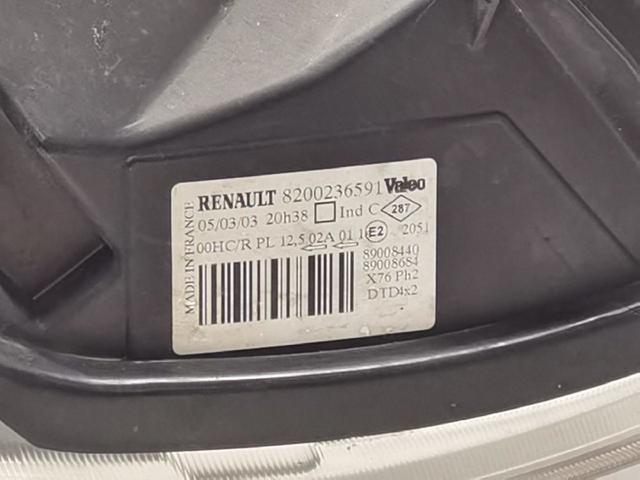 RENAULT 8200236591 Valeo
05/03/03 20h38 Ind C 287
00HC/R PL 12,5 02A 01 1 E2 2051
89008440
89008684
X76 Ph2
DTD4x2
MADE IN FRANCE